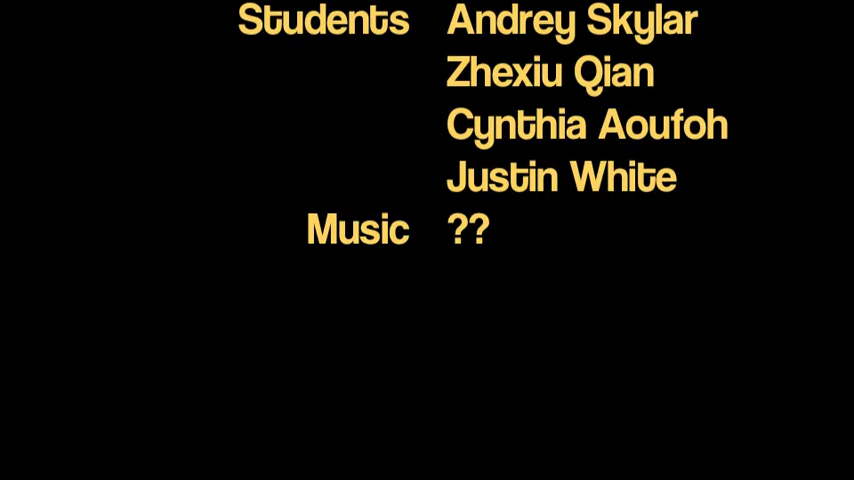 Students Andrey Skylar
Zhexiu Qian
Cynthia Aoufoh
Justin White
Music ??